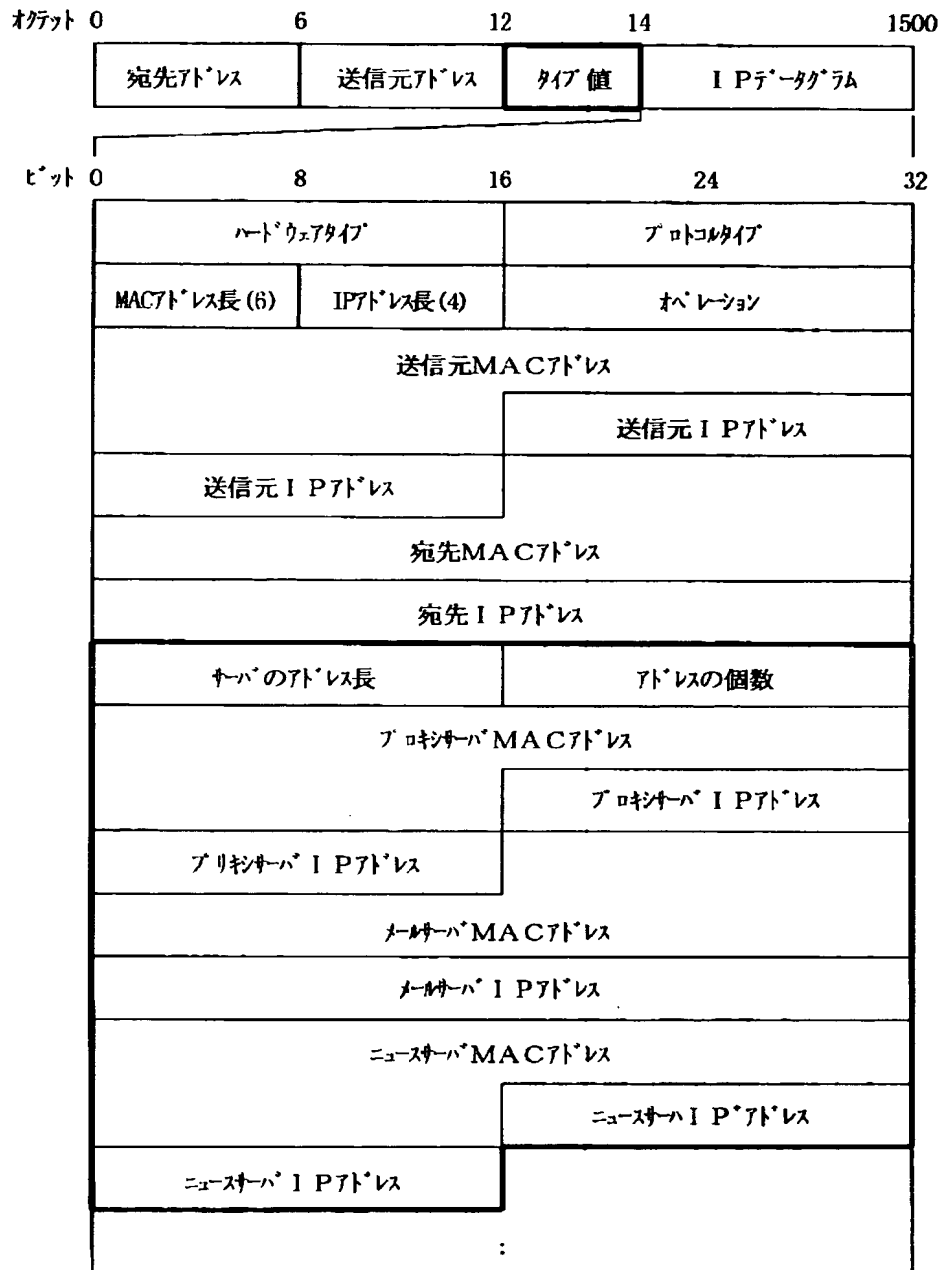 オクテット 0 6 12 14 1500
宛先アドレス 送信元アドレス タイプ値 IPデータグラム
ビット 0 8 16 24 32
ハードウェアタイプ プロトコルタイプ
MACアドレス長(6) IPアドレス長(4) オペレーション
送信元MACアドレス
送信元IPアドレス
送信元IPアドレス
宛先MACアドレス
宛先IPアドレス
サーバのアドレス長 アドレスの個数
プロキシサーバMACアドレス
プロキシサーバIPアドレス
プリキシサーバIPアドレス
メールサーバMACアドレス
メールサーバIPアドレス
ニュースサーバMACアドレス
ニュースサーハIPﾞアドレス
ニュースサーバIPアドレス
: